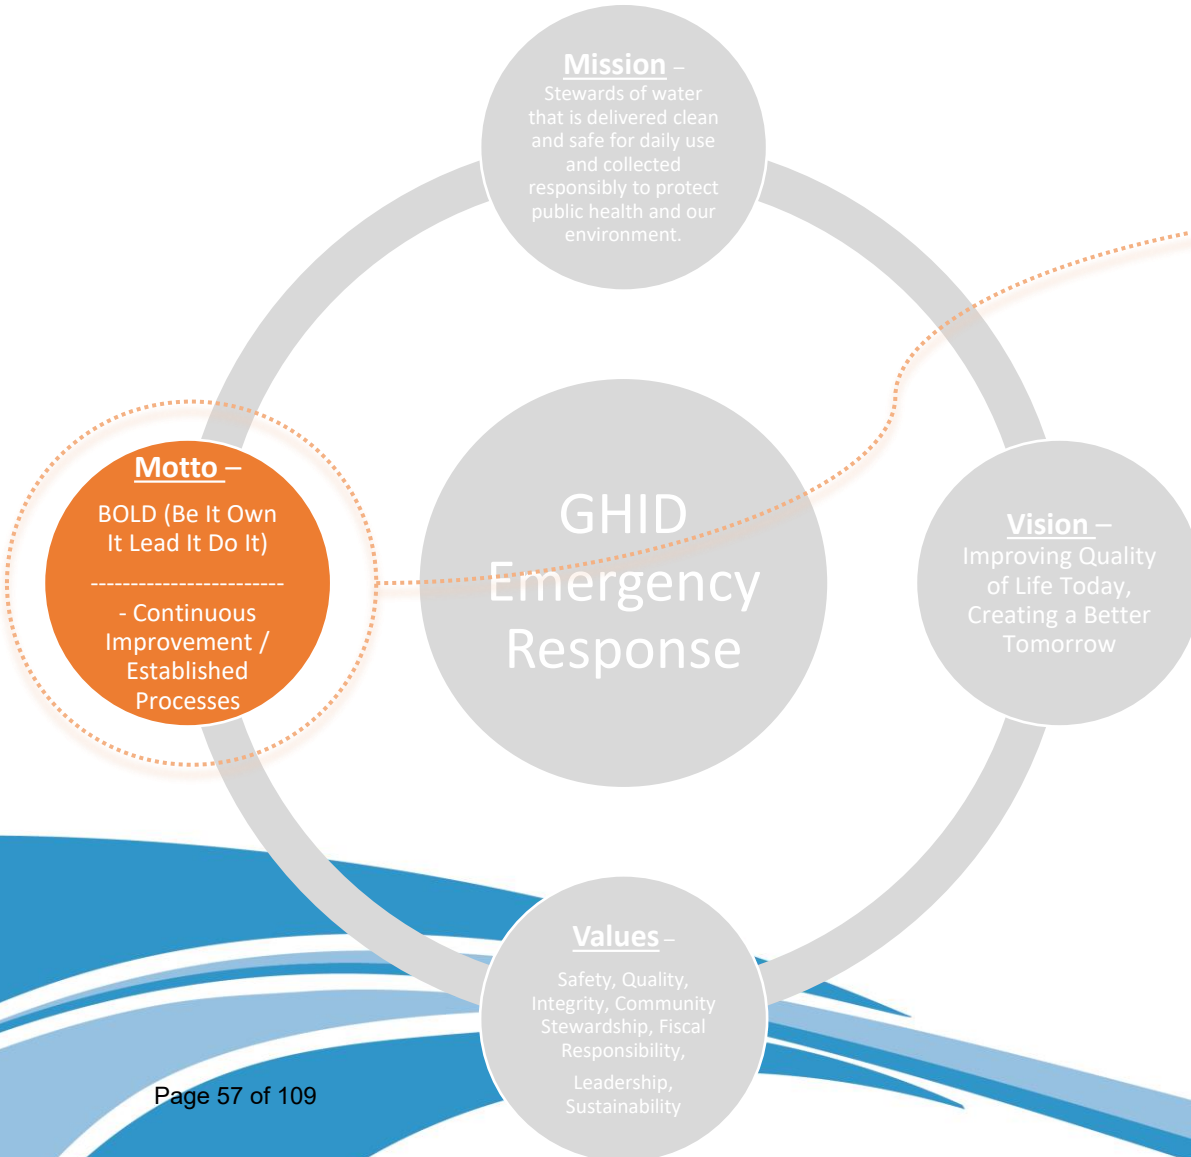 Mission –
Stewards of water
that is delivered clean
and safe for daily use
and collected
responsibly to protect
public health and our
environment.
Motto –
BOLD (Be It Own
It Lead It Do It)
------------------------
- Continuous
Improvement /
Established
Processes
GHID
Emergency
Response
Vision –
Improving Quality
of Life Today,
Creating a Better
Tomorrow
Values –
Safety, Quality,
Integrity, Community
Stewardship, Fiscal
Responsibility,
Leadership,
Sustainability
Page 57 of 109